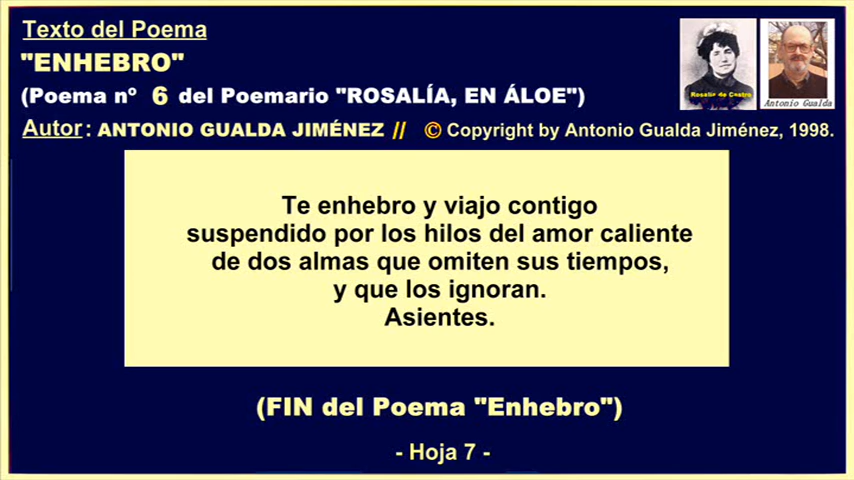 Texto del Poema
"ENHEBRO"
(Poema nº 6 del Poemario "ROSALÍA, EN ÁLOE")
Autor: ANTONIO GUALDA JIMÉNEZ // © Copyright by Antonio Gualda Jiménez, 1998.
Rosalía de Castro
Antonio Gualda
Te enhebro y viajo contigo
suspendido por los hilos del amor caliente
de dos almas que omiten sus tiempos,
y que los ignoran.
Asientes.
(FIN del Poema "Enhebro")
- Hoja 7 -